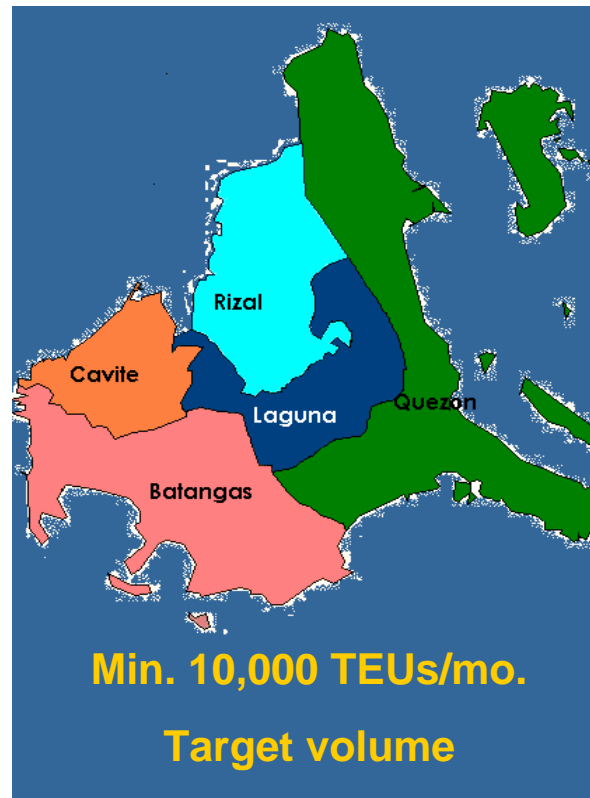 Rizal
Cavite
Quezon
Laguna
Batangas
Min. 10,000 TEUs/mo.
Target volume